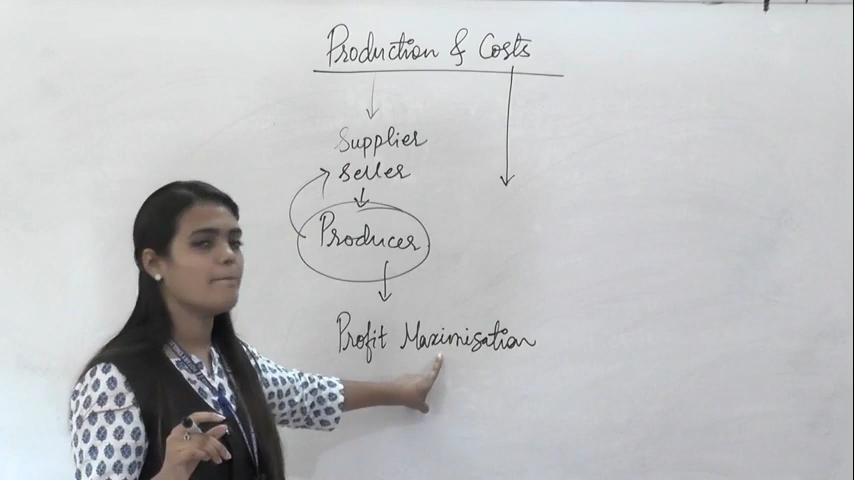 Production & Costs
Supplier
Seller
Producer
Profit Maximisation